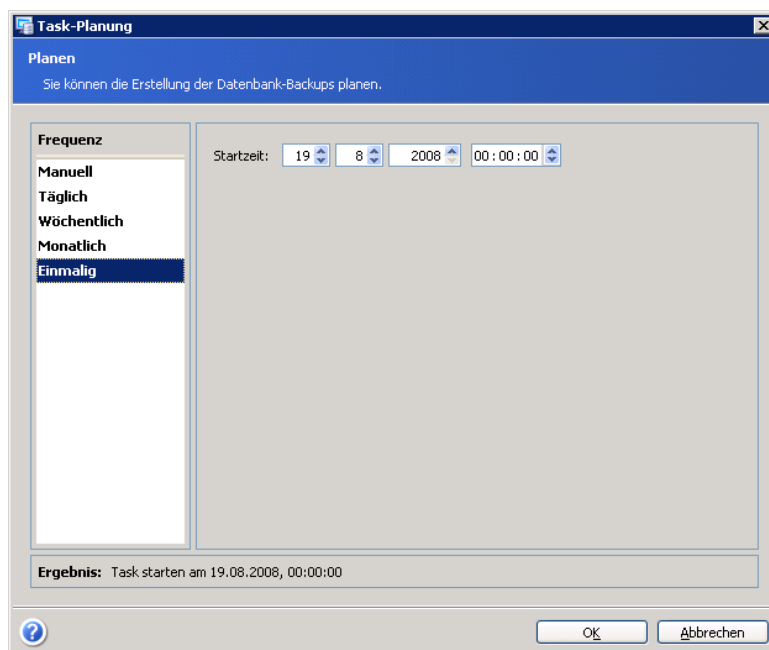 Task-Planung
Planen
Sie können die Erstellung der Datenbank-Backups planen.
Frequenz
Manuell
Täglich
Wöchentlich
Monatlich
Einmalig
Startzeit: 19 8 2008 00:00:00
Ergebnis: Task starten am 19.08.2008, 00:00:00
OK Abbrechen